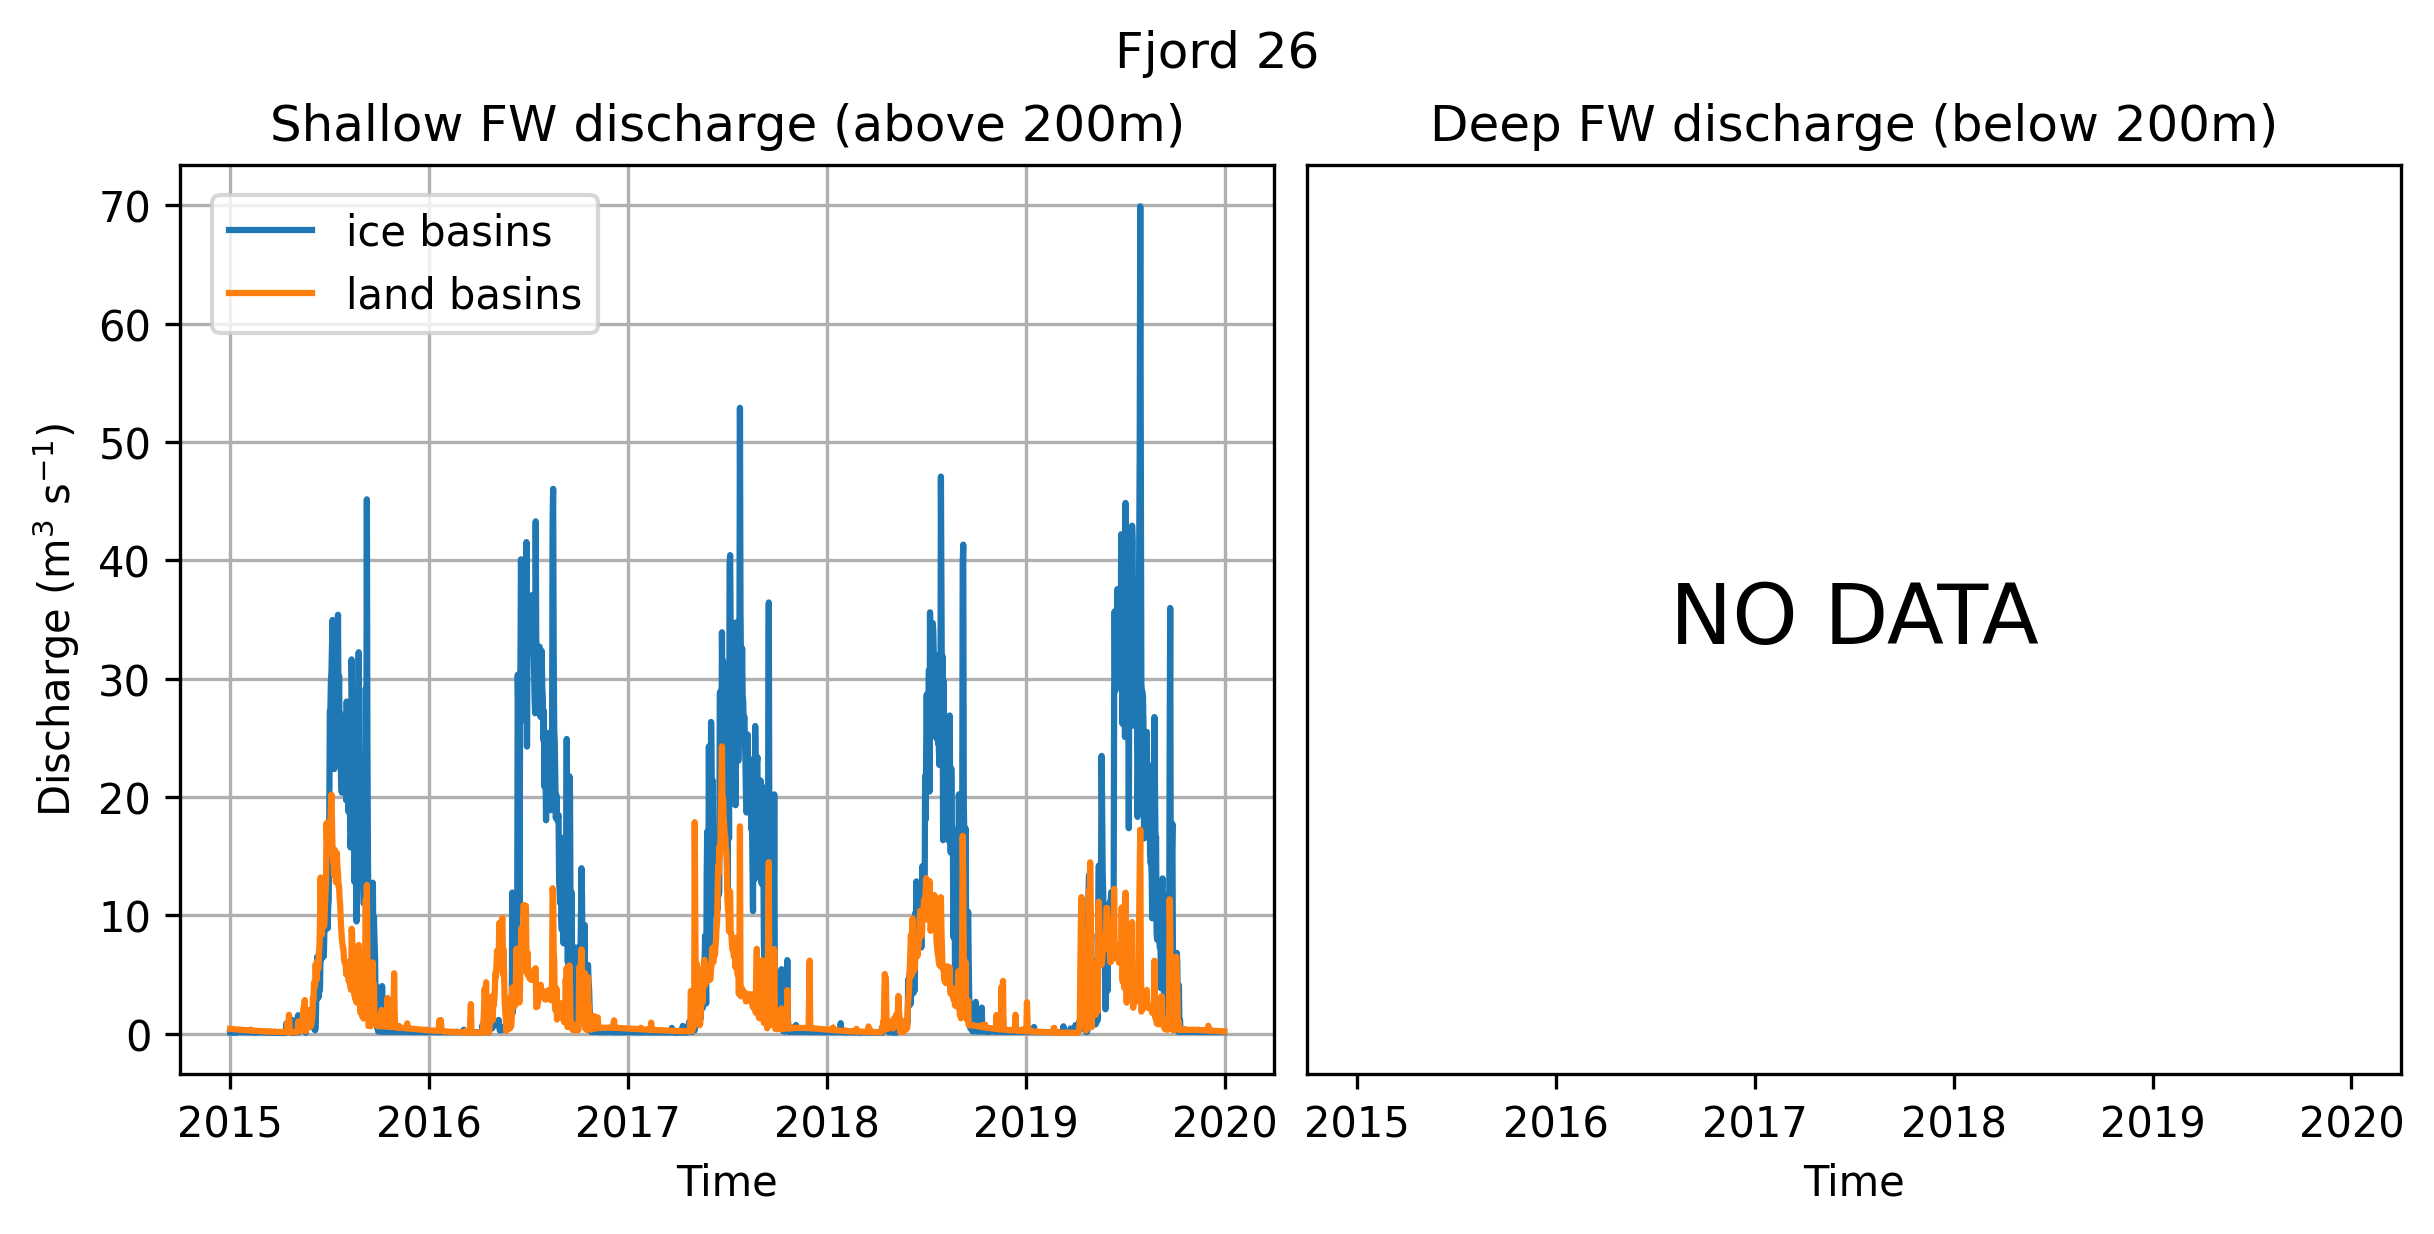 Fjord 26
Shallow FW discharge (above 200m)
Deep FW discharge (below 200m)
ice basins
land basins
Discharge (m³ s⁻¹)
70
60
50
40
30
20
10
0
2015 2016 2017 2018 2019 2020
Time
NO DATA
2015 2016 2017 2018 2019 2020
Time